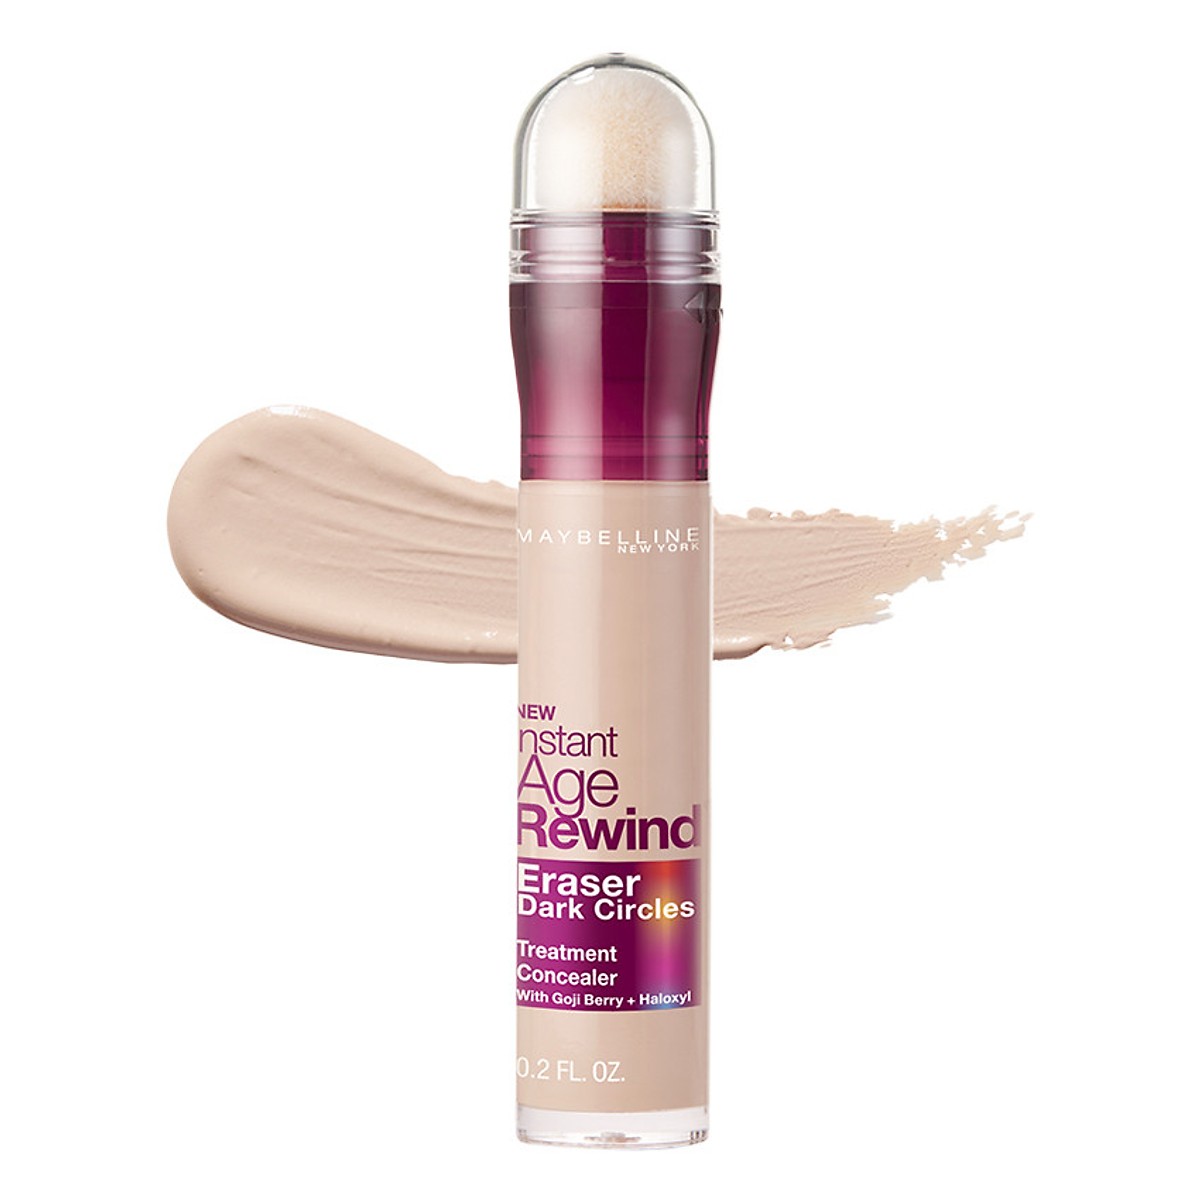 MAYBELLINE
NEW YORK
NEW
Instant
Age
Rewind
Eraser
Dark Circles
Treatment
Concealer
With Goji Berry + Haloxyl
0.2 FL. OZ.